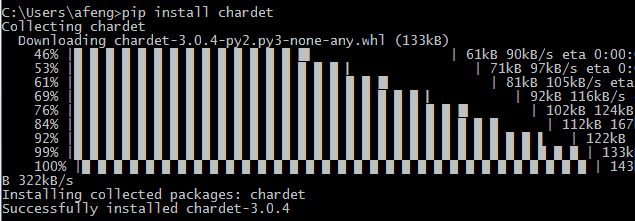 C:\Users\afeng>pip install chardet
Collecting chardet
Downloading chardet-3.0.4-py2.py3-none-any.whl (133kB)
46% | | 61kB 90kB/s eta 0:00:
53% | | 71kB 97kB/s eta 0:0
61% | | 81kB 105kB/s eta 0
69% | | 92kB 116kB/s
76% | | 102kB 124kB
84% | | 112kB 167
92% | | 122kB
99% | | 133k
100% | | 143
B 322kB/s
Installing collected packages: chardet
Successfully installed chardet-3.0.4